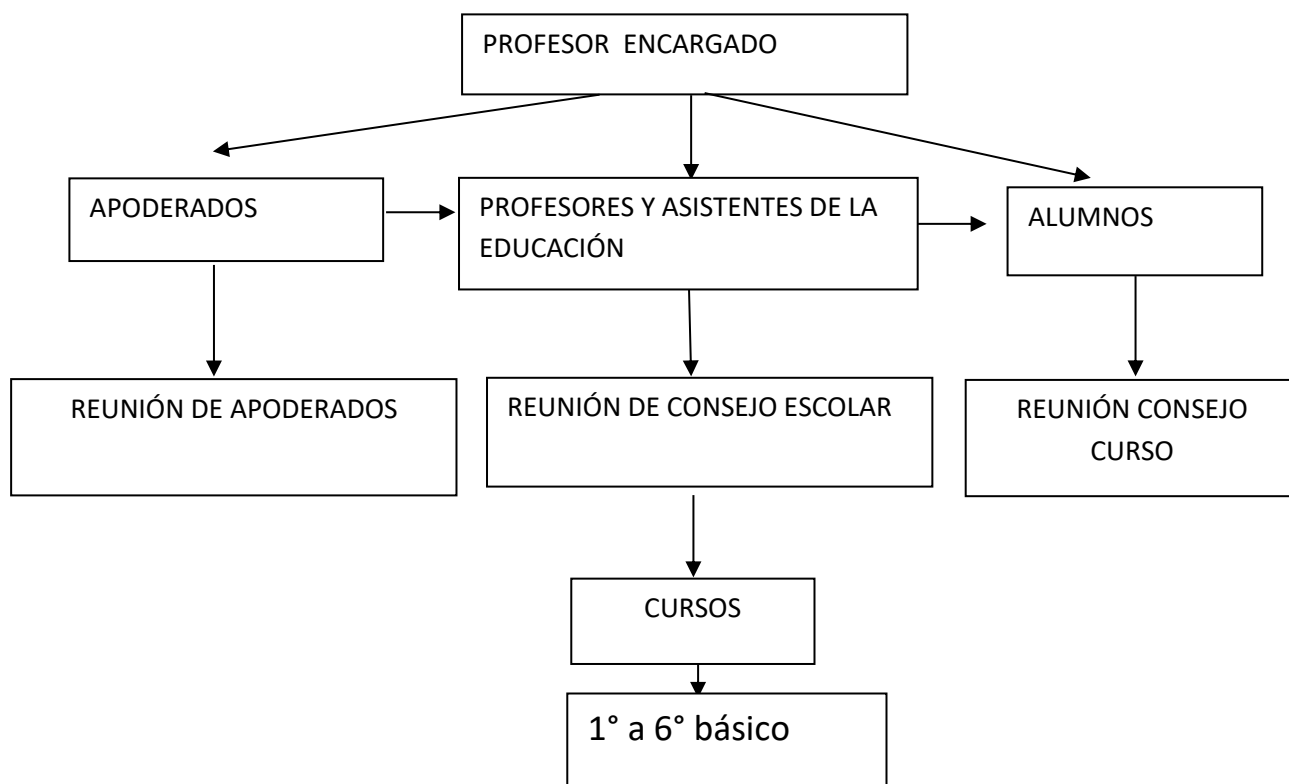 PROFESOR ENCARGADO
APODERADOS
PROFESORES Y ASISTENTES DE LA
EDUCACIÓN
ALUMNOS
REUNIÓN DE APODERADOS
REUNIÓN DE CONSEJO ESCOLAR
REUNIÓN CONSEJO
CURSO
CURSOS
1° a 6° básico